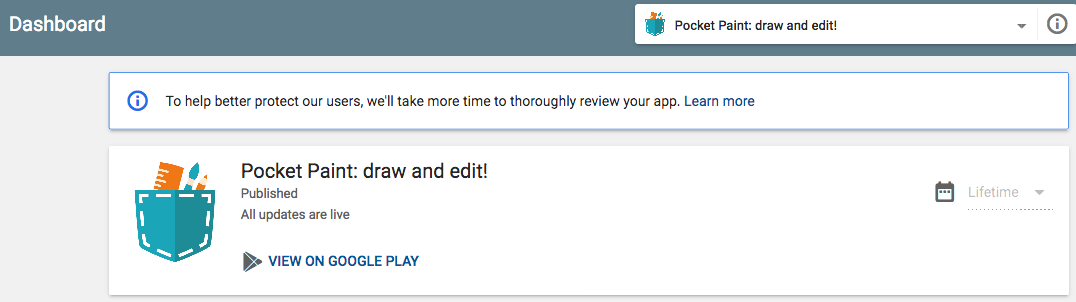 Dashboard
Pocket Paint: draw and edit!
To help better protect our users, we'll take more time to thoroughly review your app. Learn more
Pocket Paint: draw and edit!
Published
All updates are live
Lifetime
VIEW ON GOOGLE PLAY